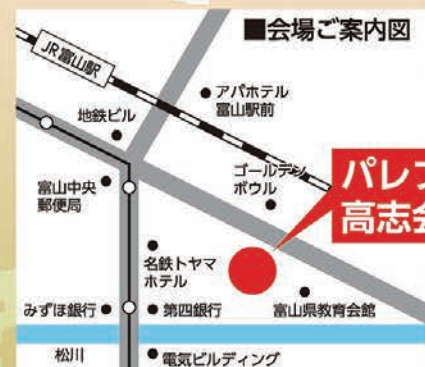 ■会場ご案内図
JR富山駅
アパホテル
富山駅前
地鉄ビル
ゴールデン
ボウル
パレブ
高志会
富山中央
郵便局
名鉄トヤマ
ホテル
みずほ銀行
第四銀行
富山県教育会館
松川
電気ビルディング